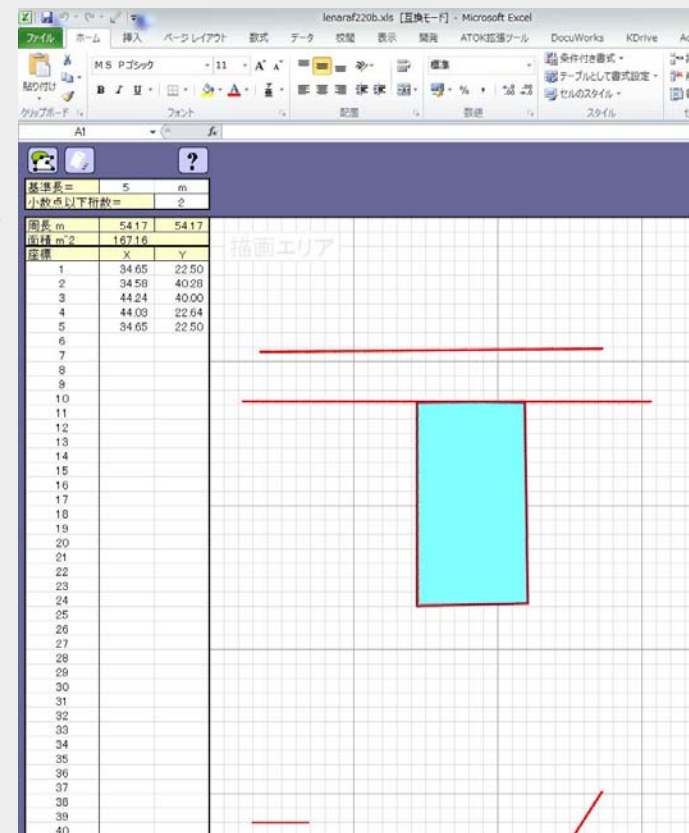 lenaraf220b.xls [互換モード] - Microsoft Excel
ファイル ホーム 挿入 ページ レイアウト 数式 データ 校閲 表示 開発 ATOK拡張ツール DocuWorks KDrive
貼り付け MS Pゴシック 11 A A 標準 条件付き書式
B I U A % , テーブルとして書式設定
セルのスタイル
クリップボード フォント 配置 数値 スタイル
A1 fx
?
基準長= 5 m
小数点以下桁数= 2
周長 m 54.17 54.17
面積 m^2 167.16
描画エリア
座標 X Y
1 34.65 22.50
2 34.58 40.28
3 44.24 40.00
4 44.03 22.64
5 34.65 22.50
6
7
8
9
10
11
12
13
14
15
16
17
18
19
20
21
22
23
24
25
26
27
28
29
30
31
32
33
34
35
36
37
38
39
40